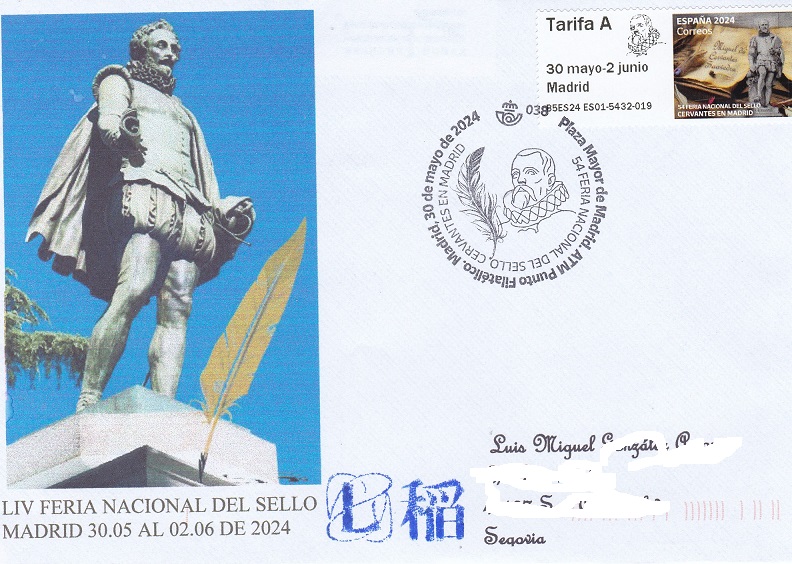 Tarifa A
30 mayo-2 junio
Madrid
B5ES24 ES01-5432-019
ESPAÑA 2024
Correos
Miguel de
Cervantes
Saavedra
54 FERIA NACIONAL DEL SELLO
CERVANTES EN MADRID
038
Plaza Mayor de Madrid. ATM Punto Filatélico. Madrid, 30 de mayo de 2024
54 FERIA NACIONAL DEL SELLO. CERVANTES EN MADRID
LIV FERIA NACIONAL DEL SELLO
MADRID 30.05 AL 02.06 DE 2024
L 稲
Luis Miguel
Segovia